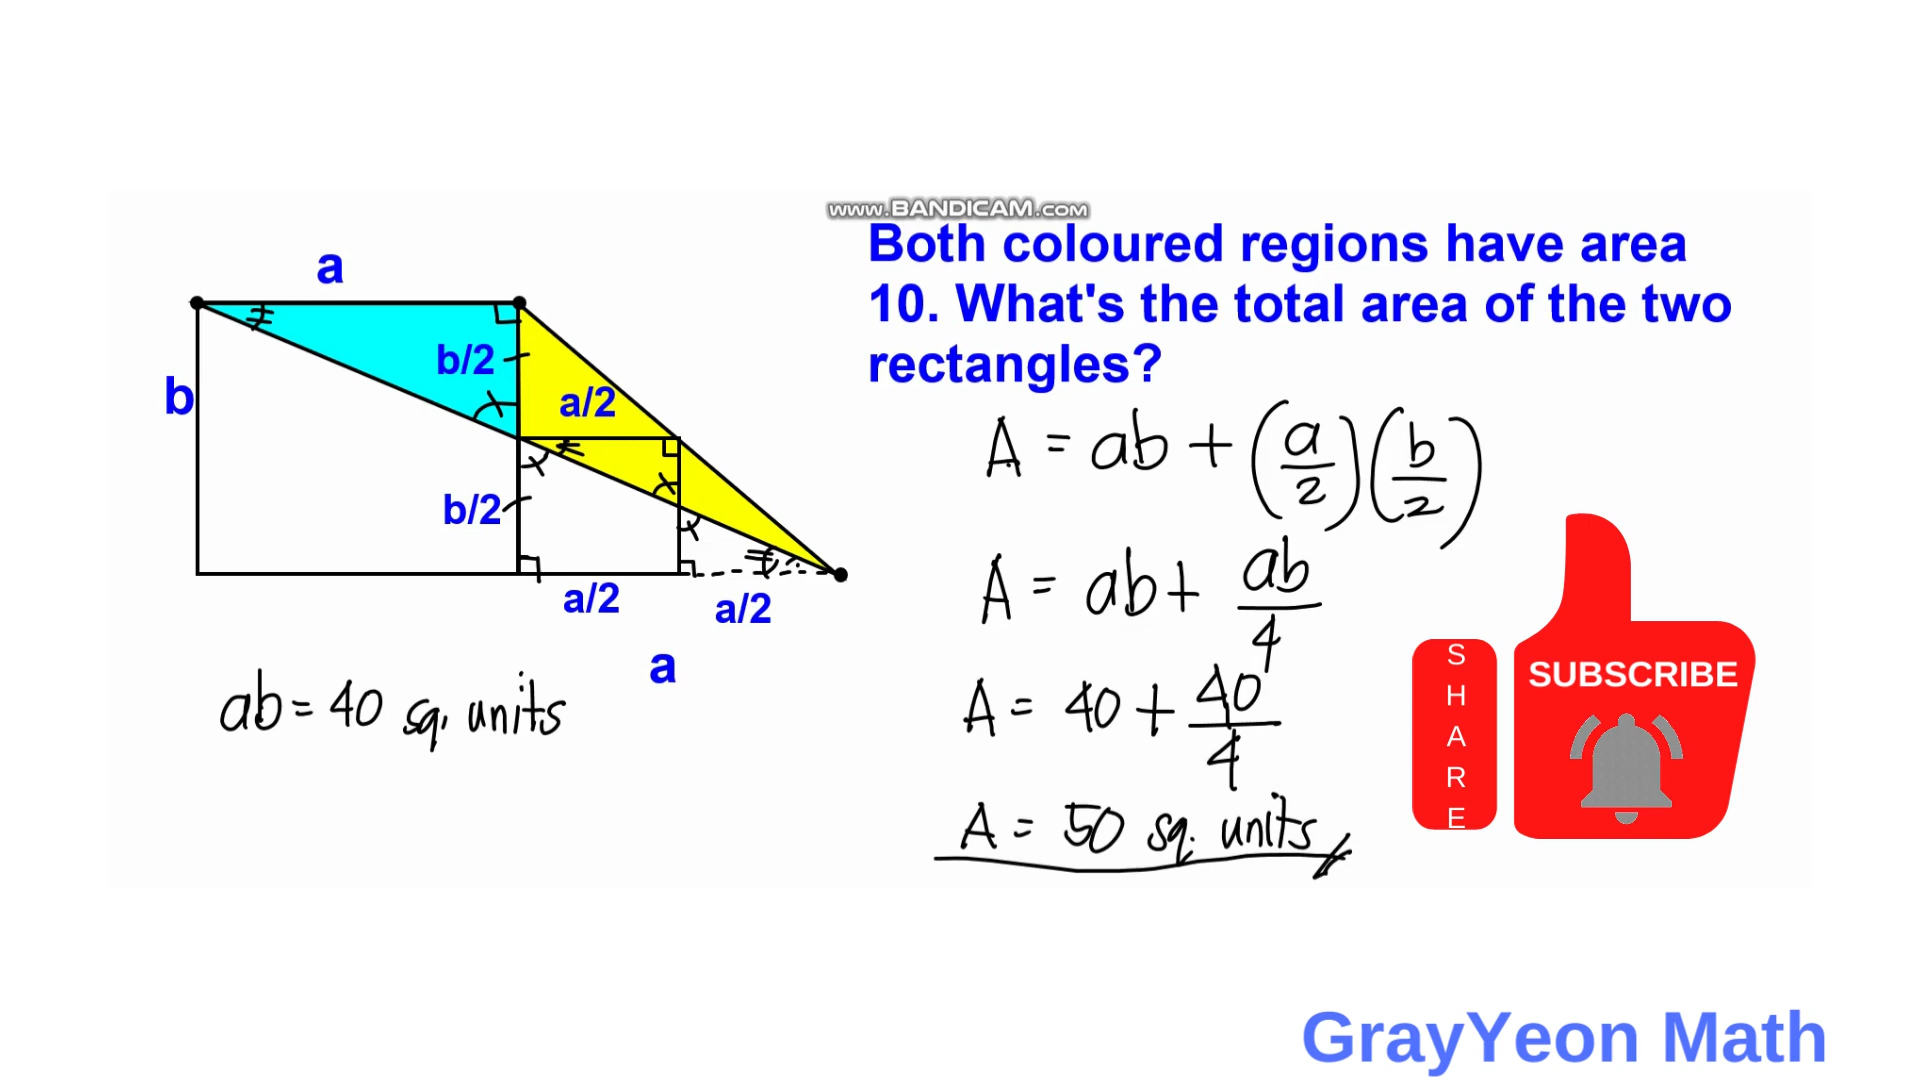 www.BANDICAM.com
Both coloured regions have area
10. What's the total area of the two
rectangles?
a
b
b/2
a/2
b/2
a/2
a/2
a
ab = 40 sq. units
A = ab + (a/2)(b/2)
A = ab + ab/4
A = 40 + 40/4
A = 50 sq. units
SHARE
SUBSCRIBE
GrayYeon Math